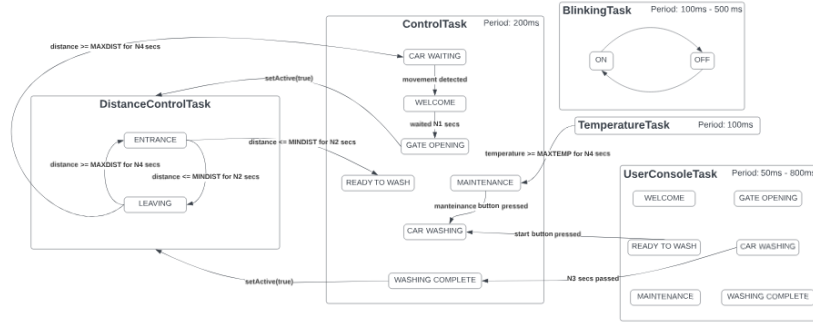 ControlTask
Period: 200ms
BlinkingTask
Period: 100ms - 500 ms
distance >= MAXDIST for N4 secs
CAR WAITING
ON
OFF
movement detected
setActive(true)
WELCOME
DistanceControlTask
waited N1 secs
TemperatureTask
Period: 100ms
ENTRANCE
distance <= MINDIST for N2 secs
GATE OPENING
temperature >= MAXTEMP for N4 secs
distance >= MAXDIST for N4 secs
distance <= MINDIST for N2 secs
READY TO WASH
MAINTENANCE
UserConsoleTask
Period: 50ms - 800ms
WELCOME
GATE OPENING
LEAVING
manteinance button pressed
CAR WASHING
start button pressed
READY TO WASH
CAR WASHING
setActive(true)
WASHING COMPLETE
N3 secs passed
MAINTENANCE
WASHING COMPLETE